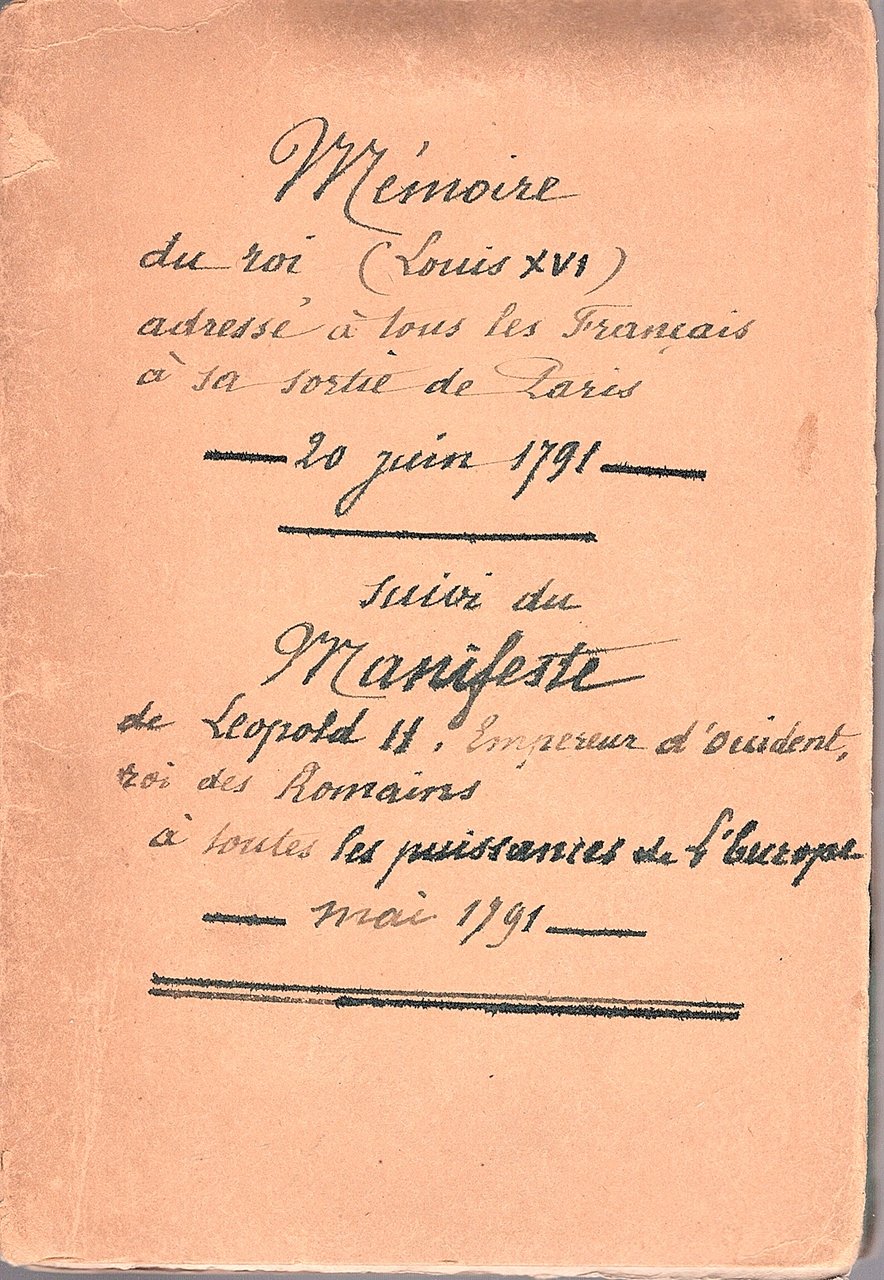 Mémoire
du roi (Louis XVI)
adressé à tous les Français
à sa sortie de Paris
— 20 juin 1791 —
suivi du
Manifeste
de Leopold II. Empereur d'Occident,
roi des Romains
à toutes les puissances de l'Europe
— mai 1791 —